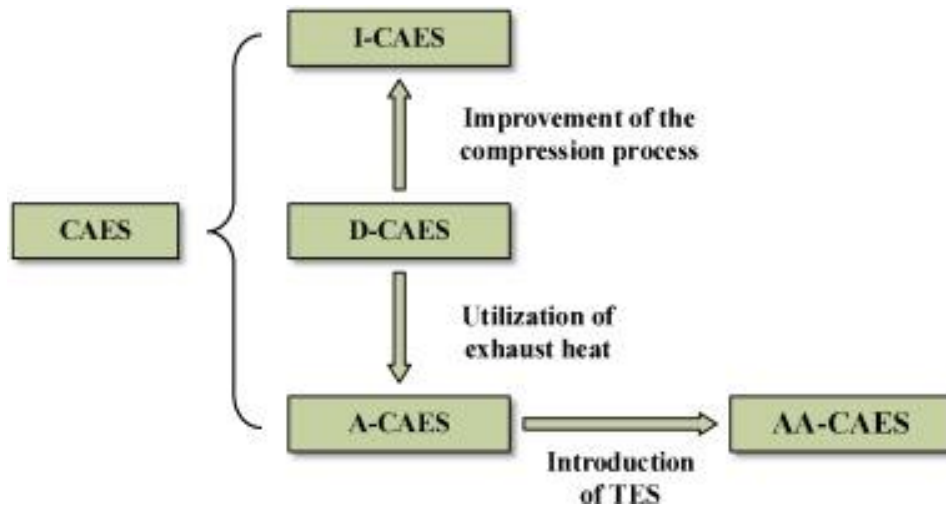 I-CAES
Improvement of the
compression process
CAES
D-CAES
Utilization of
exhaust heat
A-CAES
AA-CAES
Introduction
of TES